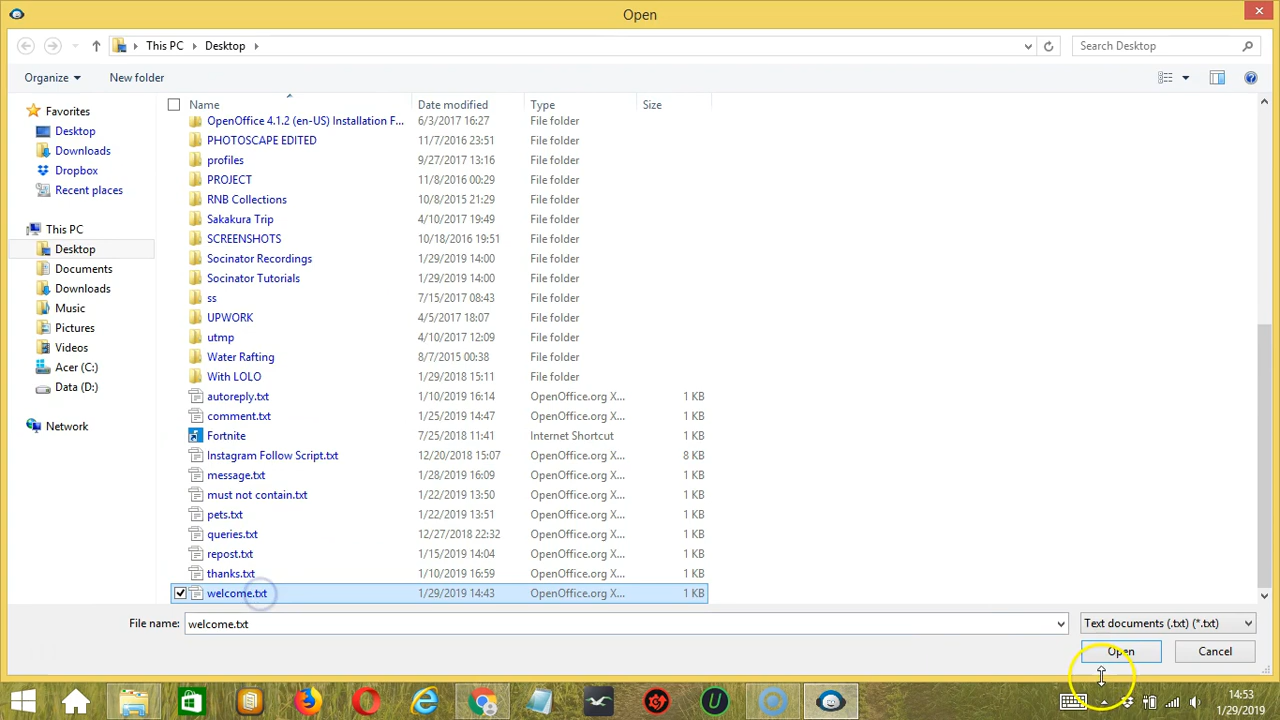 Open
This PC Desktop Search Desktop
Organize New folder
Name Date modified Type Size
Favorites
Desktop
Downloads
Dropbox
Recent places
This PC
Desktop
Documents
Downloads
Music
Pictures
Videos
Acer (C:)
Data (D:)
Network
OpenOffice 4.1.2 (en-US) Installation F... 6/3/2017 16:27 File folder
PHOTOSCAPE EDITED 11/7/2016 23:51 File folder
profiles 9/27/2017 13:16 File folder
PROJECT 11/8/2016 00:29 File folder
RNB Collections 10/8/2015 21:29 File folder
Sakakura Trip 4/10/2017 19:49 File folder
SCREENSHOTS 10/18/2016 19:51 File folder
Socinator Recordings 1/29/2019 14:00 File folder
Socinator Tutorials 1/29/2019 14:00 File folder
ss 7/15/2017 08:43 File folder
UPWORK 4/5/2017 18:07 File folder
utmp 4/10/2017 12:09 File folder
Water Rafting 8/7/2015 00:38 File folder
With LOLO 1/29/2018 15:11 File folder
autoreply.txt 1/10/2019 16:14 OpenOffice.org X... 1 KB
comment.txt 1/25/2019 14:47 OpenOffice.org X... 1 KB
Fortnite 7/25/2018 11:41 Internet Shortcut 1 KB
Instagram Follow Script.txt 12/20/2018 15:07 OpenOffice.org X... 8 KB
message.txt 1/28/2019 16:09 OpenOffice.org X... 1 KB
must not contain.txt 1/22/2019 13:50 OpenOffice.org X... 1 KB
pets.txt 1/22/2019 13:51 OpenOffice.org X... 1 KB
queries.txt 12/27/2018 22:32 OpenOffice.org X... 1 KB
repost.txt 1/15/2019 14:04 OpenOffice.org X... 1 KB
thanks.txt 1/10/2019 16:59 OpenOffice.org X... 1 KB
welcome.txt 1/29/2019 14:43 OpenOffice.org X... 1 KB
File name: welcome.txt Text documents (.txt) (*.txt)
Open Cancel
14:53
1/29/2019